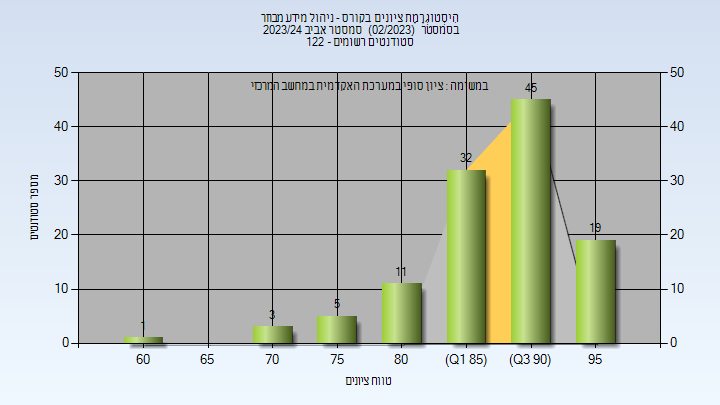 היסטוגרמת ציונים בקורס - ניהול מידע מבוזר
בסמסטר (02/2023) סמסטר אביב 2023/24
סטודנטים רשומים - 122
במשימה : ציון סופי במערכת האקדמית במחשב המרכזי
50 50
40 40
30 30
20 20
10 10
0 0
מספר סטודנטים
1 3 5 11 32 45 19
60 65 70 75 80 (Q1 85) (Q3 90) 95
טווח ציונים